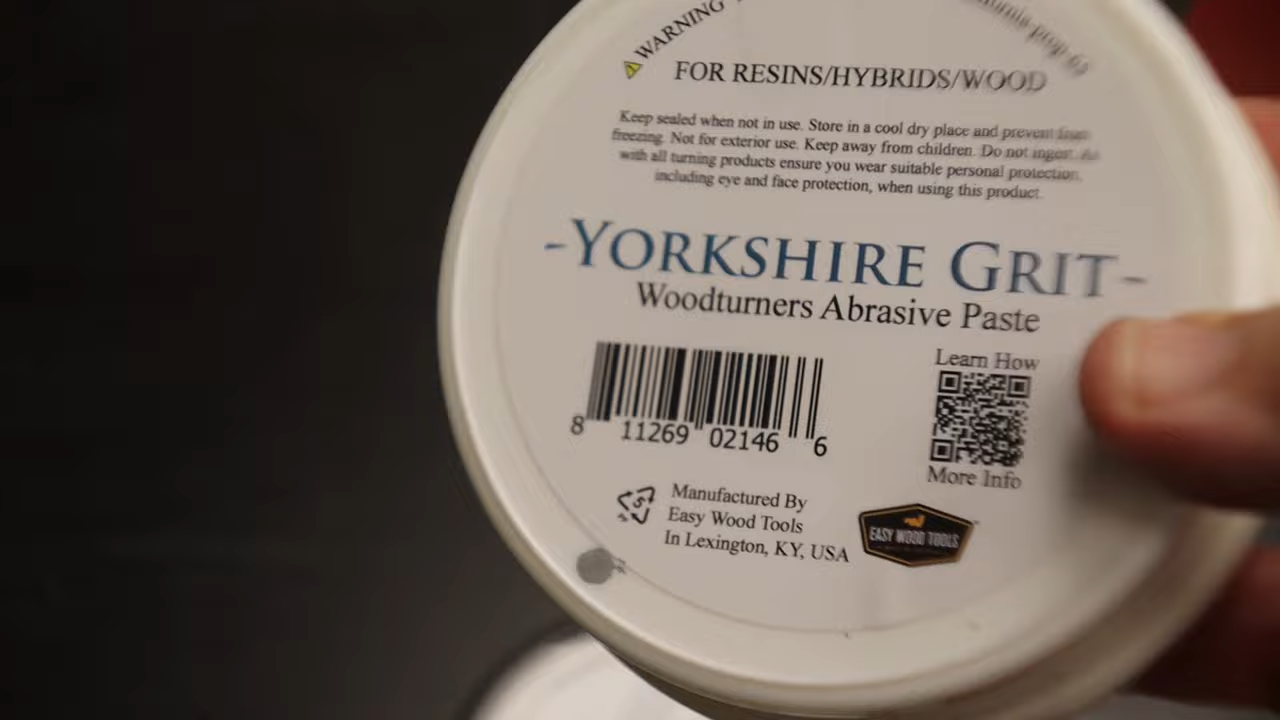 WARNING
FOR RESINS/HYBRIDS/WOOD
Keep sealed when not in use. Store in a cool dry place and prevent from
freezing. Not for exterior use. Keep away from children. Do not ingest. As
with all turning products ensure you wear suitable personal protection,
including eye and face protection, when using this product.
-YORKSHIRE GRIT-
Woodturners Abrasive Paste
Learn How
8 11269 02146 6
More Info
5
Manufactured By
Easy Wood Tools
In Lexington, KY, USA
EASY WOOD TOOLS